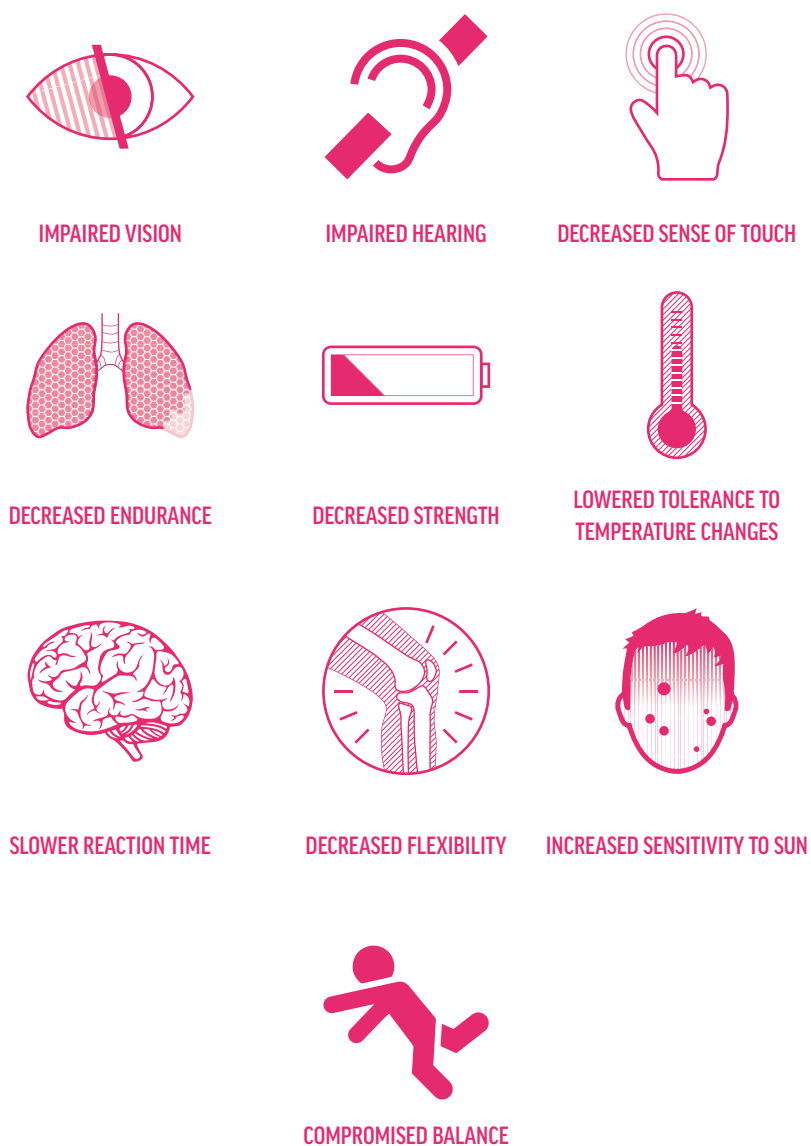 IMPAIRED VISION
IMPAIRED HEARING
DECREASED SENSE OF TOUCH
DECREASED ENDURANCE
DECREASED STRENGTH
LOWERED TOLERANCE TO
TEMPERATURE CHANGES
SLOWER REACTION TIME
DECREASED FLEXIBILITY
INCREASED SENSITIVITY TO SUN
COMPROMISED BALANCE